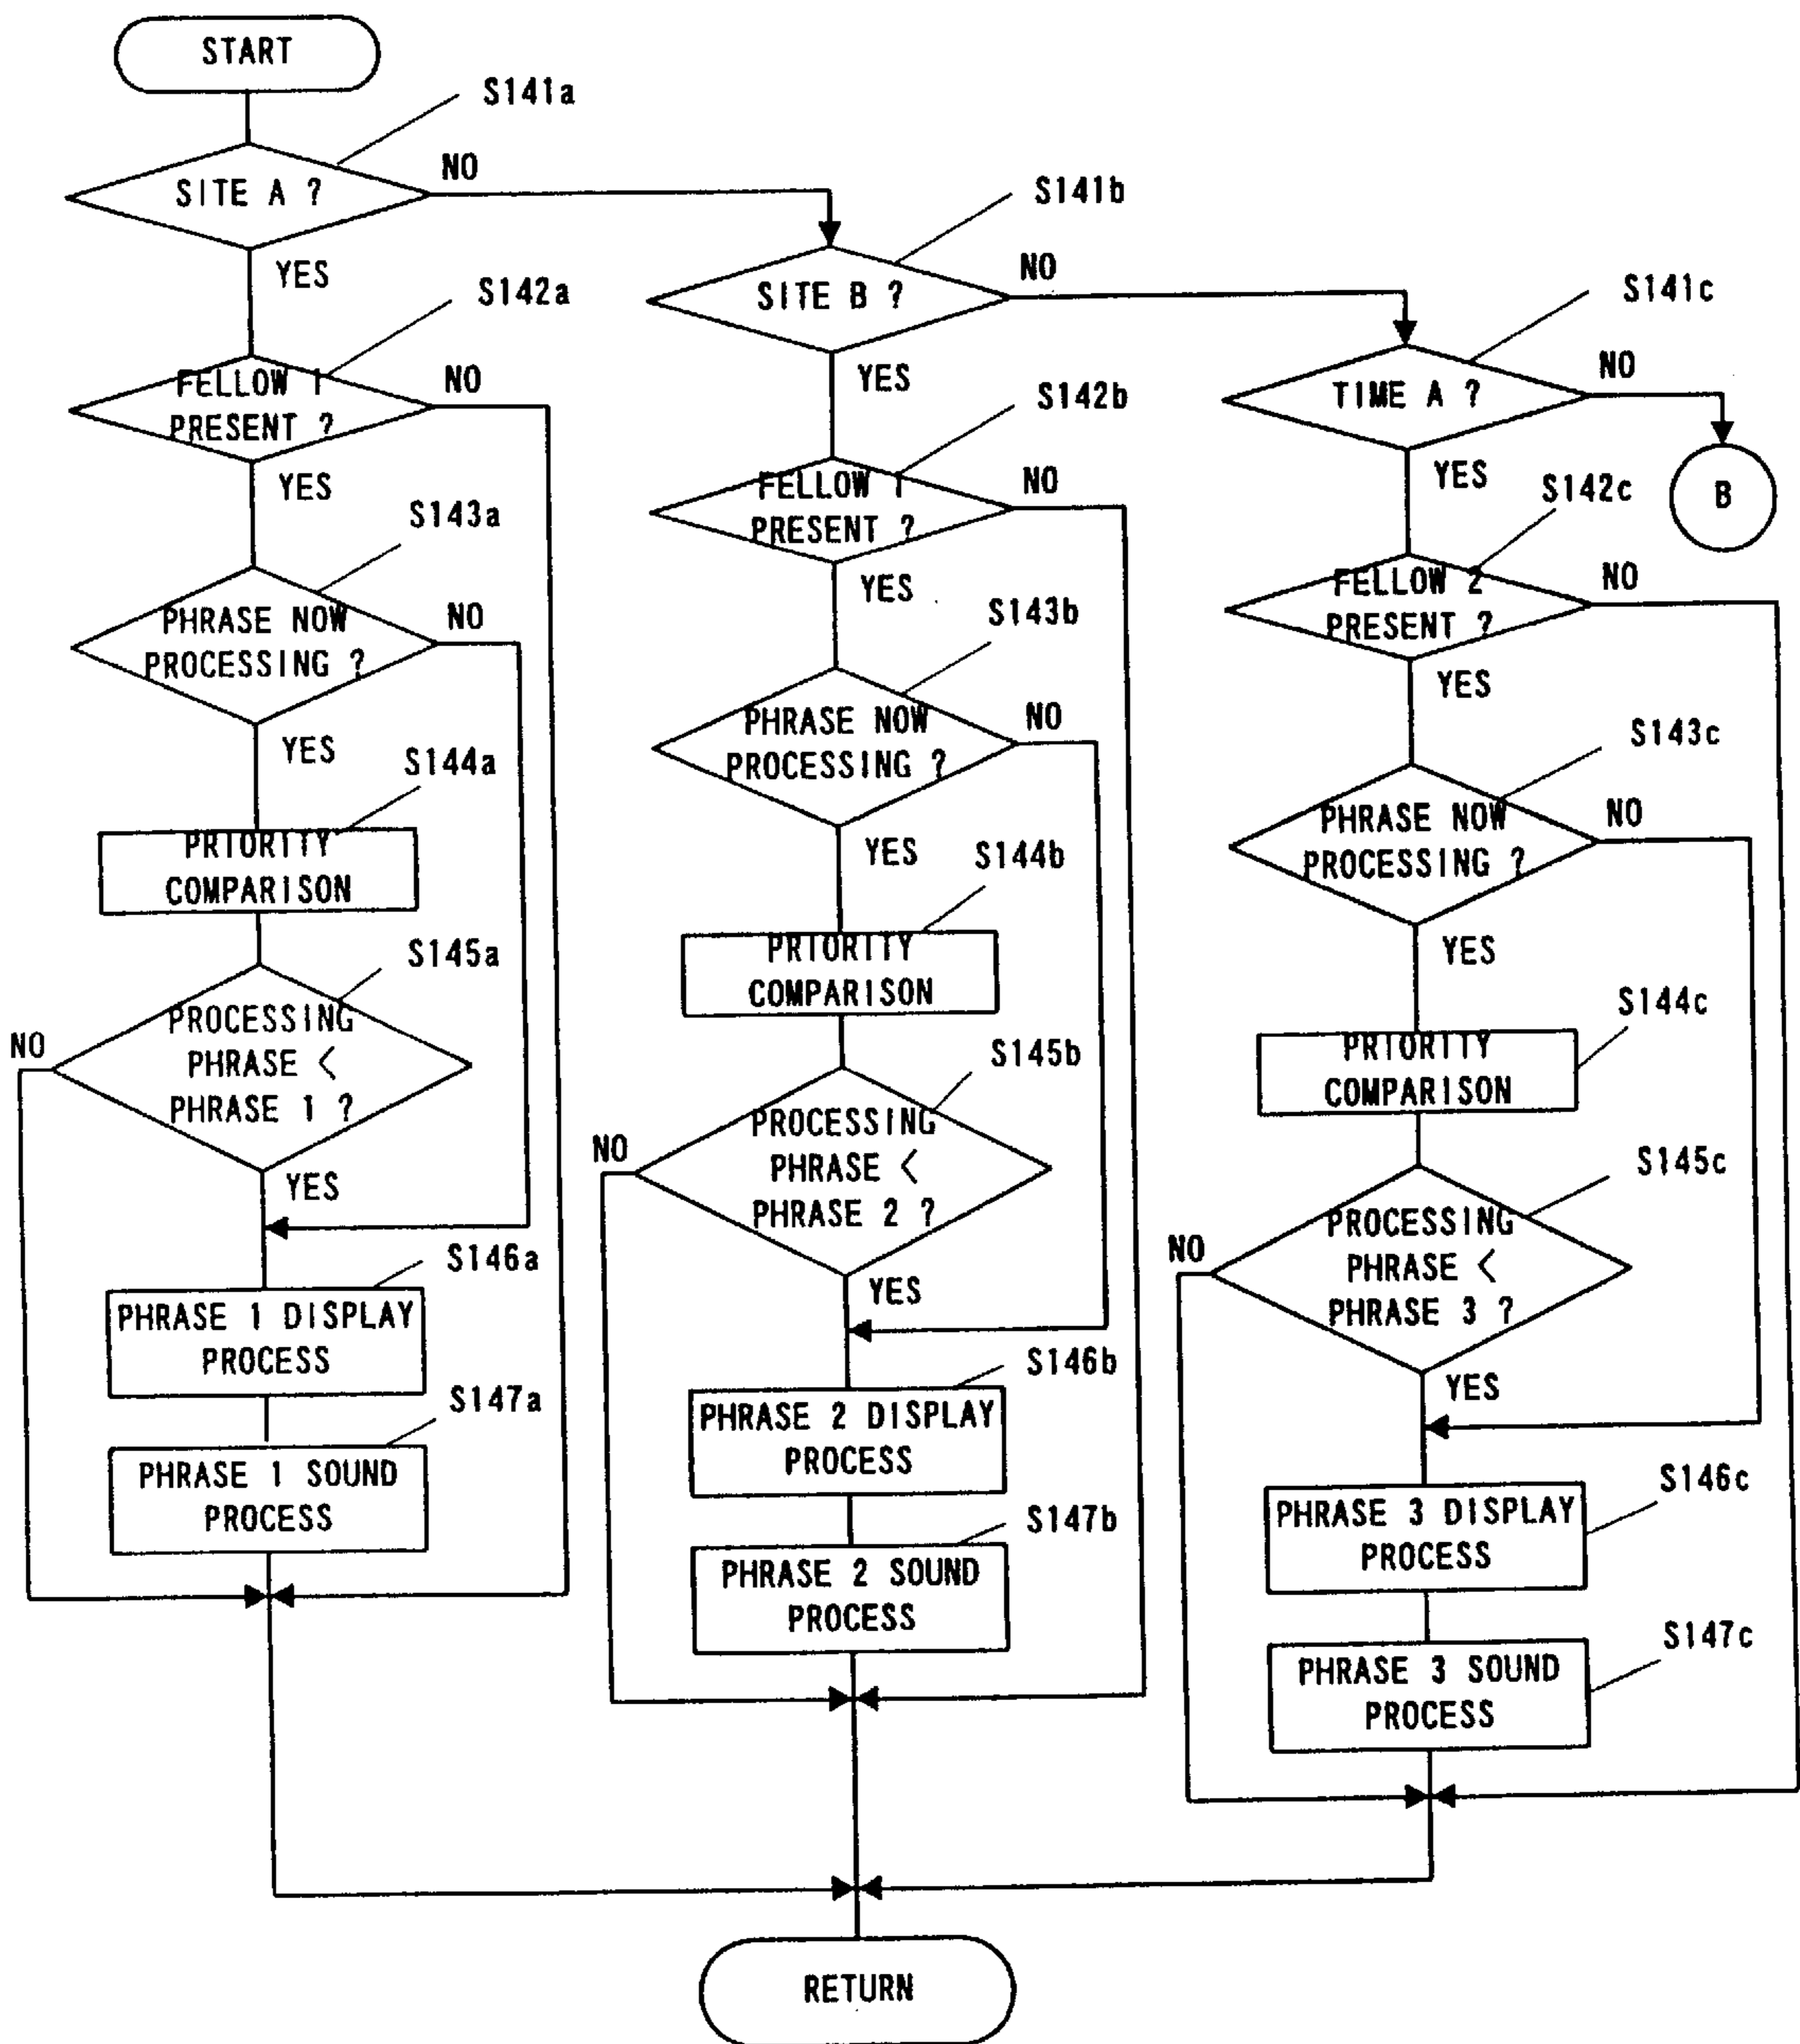 START
S141a
SITE A ?
NO
YES
S142a
FELLOW 1
PRESENT ?
NO
YES
S143a
PHRASE NOW
PROCESSING ?
NO
YES
S144a
PRIORITY
COMPARISON
S145a
PROCESSING
PHRASE <
PHRASE 1 ?
NO
YES
S146a
PHRASE 1 DISPLAY
PROCESS
S147a
PHRASE 1 SOUND
PROCESS
S141b
SITE B ?
NO
YES
S142b
FELLOW 1
PRESENT ?
NO
YES
S143b
PHRASE NOW
PROCESSING ?
NO
YES
S144b
PRIORITY
COMPARISON
S145b
PROCESSING
PHRASE <
PHRASE 2 ?
NO
YES
S146b
PHRASE 2 DISPLAY
PROCESS
S147b
PHRASE 2 SOUND
PROCESS
S141c
TIME A ?
NO
B
YES
S142c
FELLOW 2
PRESENT ?
NO
YES
S143c
PHRASE NOW
PROCESSING ?
NO
YES
S144c
PRIORITY
COMPARISON
S145c
PROCESSING
PHRASE <
PHRASE 3 ?
NO
YES
S146c
PHRASE 3 DISPLAY
PROCESS
S147c
PHRASE 3 SOUND
PROCESS
RETURN